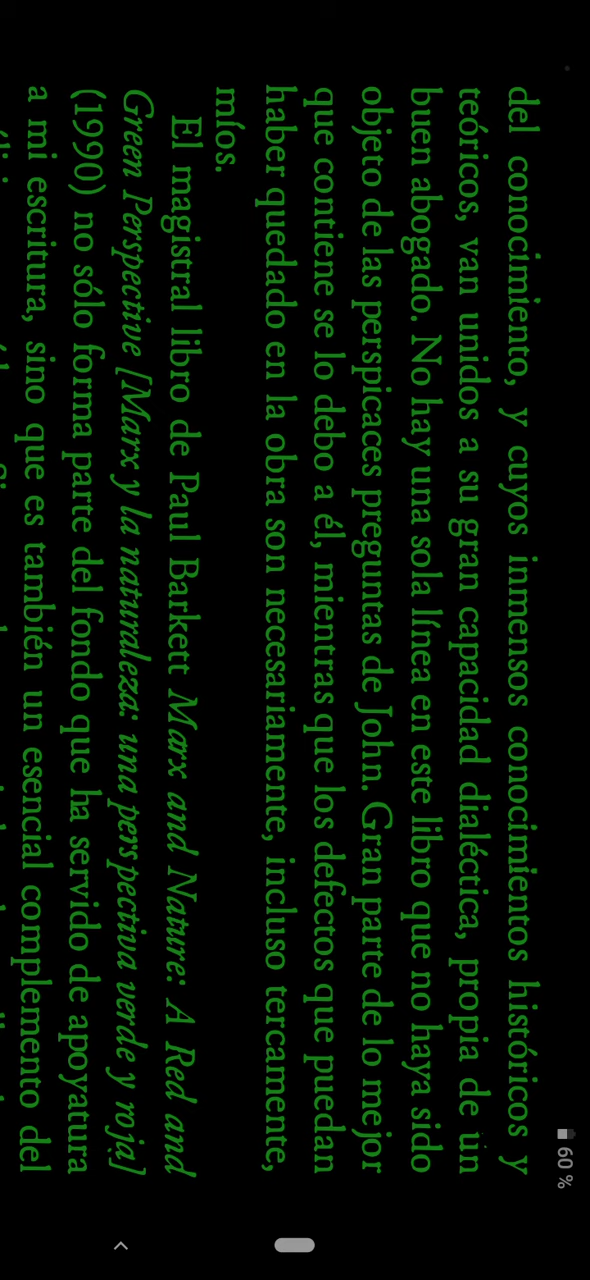 60 %
del conocimiento, y cuyos inmensos conocimientos históricos y
teóricos, van unidos a su gran capacidad dialéctica, propia de un
buen abogado. No hay una sola línea en este libro que no haya sido
objeto de las perspicaces preguntas de John. Gran parte de lo mejor
que contiene se lo debo a él, mientras que los defectos que puedan
haber quedado en la obra son necesariamente, incluso tercamente,
míos.
El magistral libro de Paul Barkett Marx and Nature: A Red and
Green Perspective [Marx y la naturaleza: una perspectiva verde y roja]
(1990) no sólo forma parte del fondo que ha servido de apoyatura
a mi escritura, sino que es también un esencial complemento del